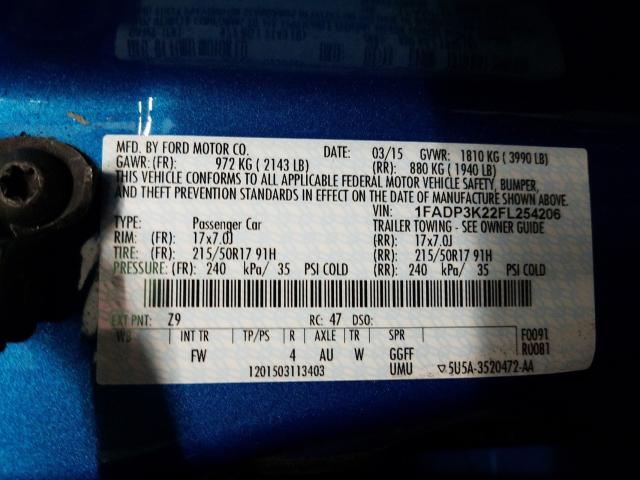 MFD. BY FORD MOTOR CO. DATE: 03/15 GVWR: 1810 KG ( 3990 LB)
GAWR: (FR): 972 KG ( 2143 LB) (RR): 880 KG ( 1940 LB)
THIS VEHICLE CONFORMS TO ALL APPLICABLE FEDERAL MOTOR VEHICLE SAFETY, BUMPER,
AND THEFT PREVENTION STANDARDS IN EFFECT ON THE DATE OF MANUFACTURE SHOWN ABOVE.
VIN: 1FADP3K22FL254206
TYPE: Passenger Car TRAILER TOWING - SEE OWNER GUIDE
RIM: (FR): 17x7.0J (RR): 17x7.0J
TIRE: (FR): 215/50R17 91H (RR): 215/50R17 91H
PRESSURE: (FR): 240 kPa/ 35 PSI COLD (RR): 240 kPa/ 35 PSI COLD
EXT PNT: Z9 RC: 47 DSO:
WB INT TR TP/PS R AXLE TR SPR F0091
FW 4 AU W GGFF R0081
1201503113403 UMU ▽5U5A-3520472-AA